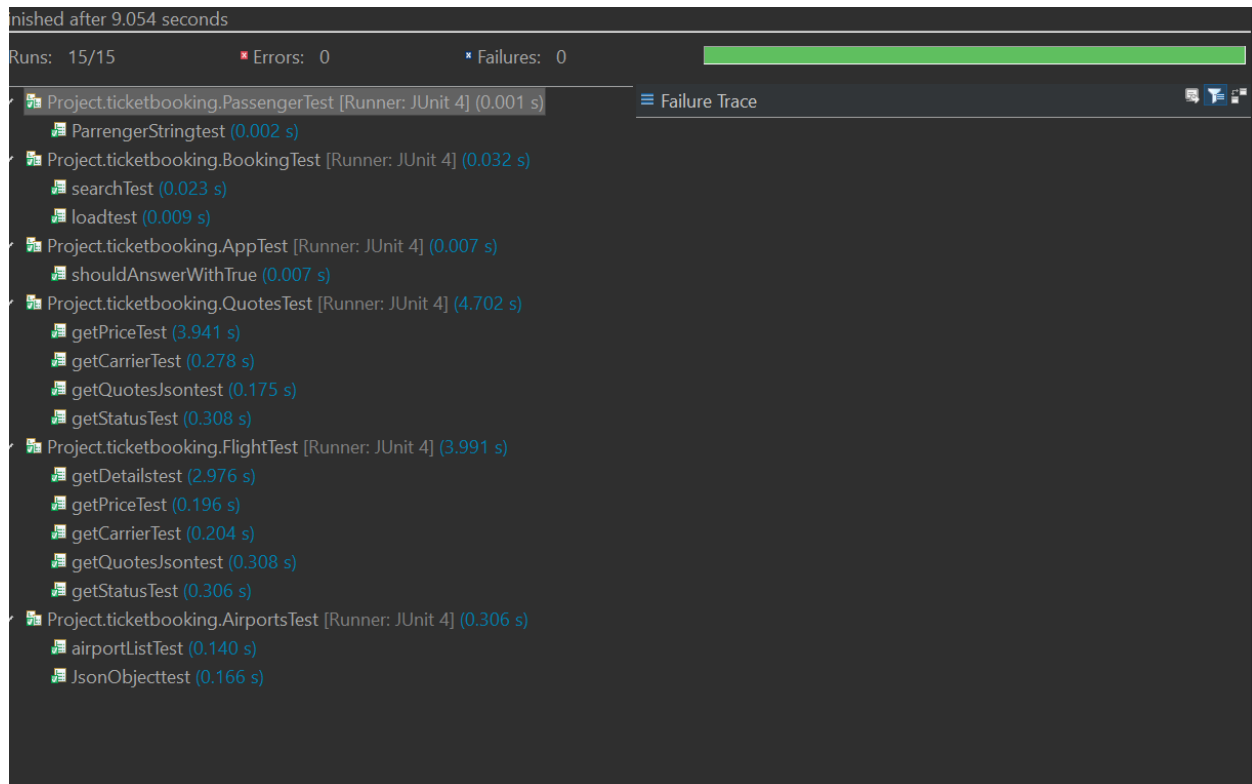 inished after 9.054 seconds
Runs: 15/15 Errors: 0 Failures: 0
Project.ticketbooking.PassengerTest [Runner: JUnit 4] (0.001 s)
Failure Trace
ParrengerStringtest (0.002 s)
Project.ticketbooking.BookingTest [Runner: JUnit 4] (0.032 s)
searchTest (0.023 s)
loadtest (0.009 s)
Project.ticketbooking.AppTest [Runner: JUnit 4] (0.007 s)
shouldAnswerWithTrue (0.007 s)
Project.ticketbooking.QuotesTest [Runner: JUnit 4] (4.702 s)
getPriceTest (3.941 s)
getCarrierTest (0.278 s)
getQuotesJsontest (0.175 s)
getStatusTest (0.308 s)
Project.ticketbooking.FlightTest [Runner: JUnit 4] (3.991 s)
getDetailstest (2.976 s)
getPriceTest (0.196 s)
getCarrierTest (0.204 s)
getQuotesJsontest (0.308 s)
getStatusTest (0.306 s)
Project.ticketbooking.AirportsTest [Runner: JUnit 4] (0.306 s)
airportListTest (0.140 s)
JsonObjecttest (0.166 s)